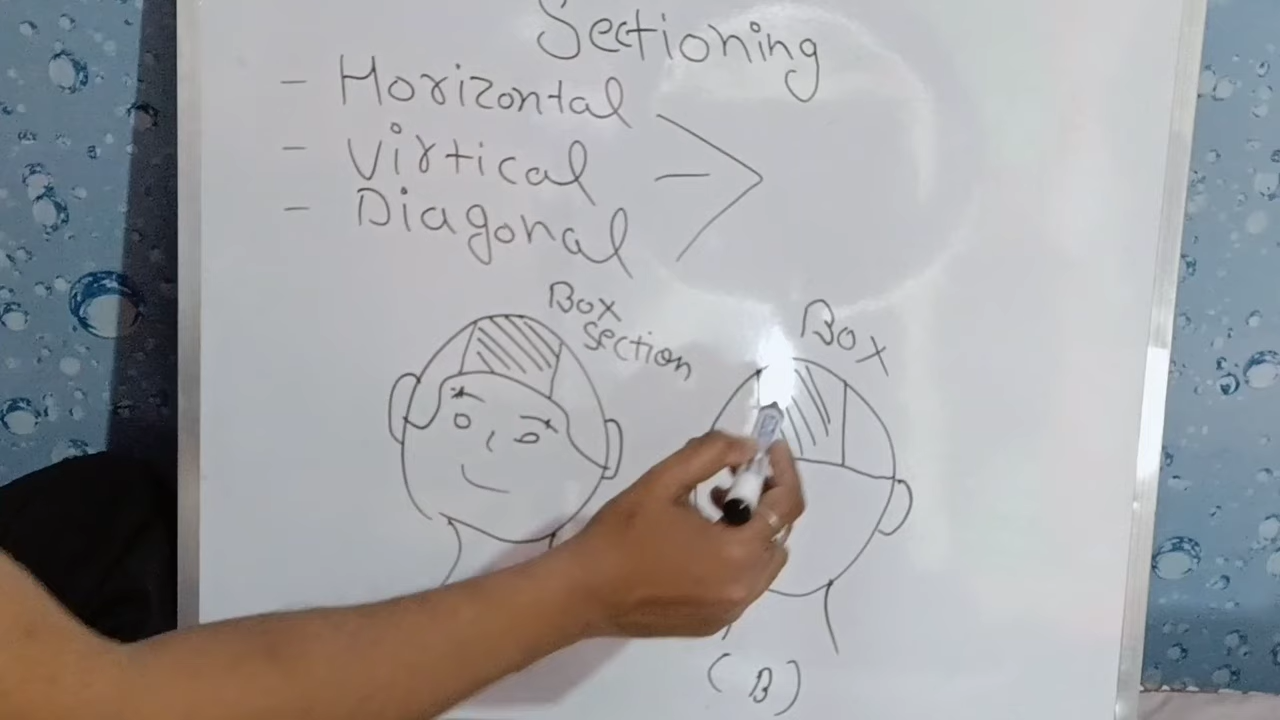 Sectioning
- Horizontal
- Virtical
- Diagonal
Box
section
Box
(B)